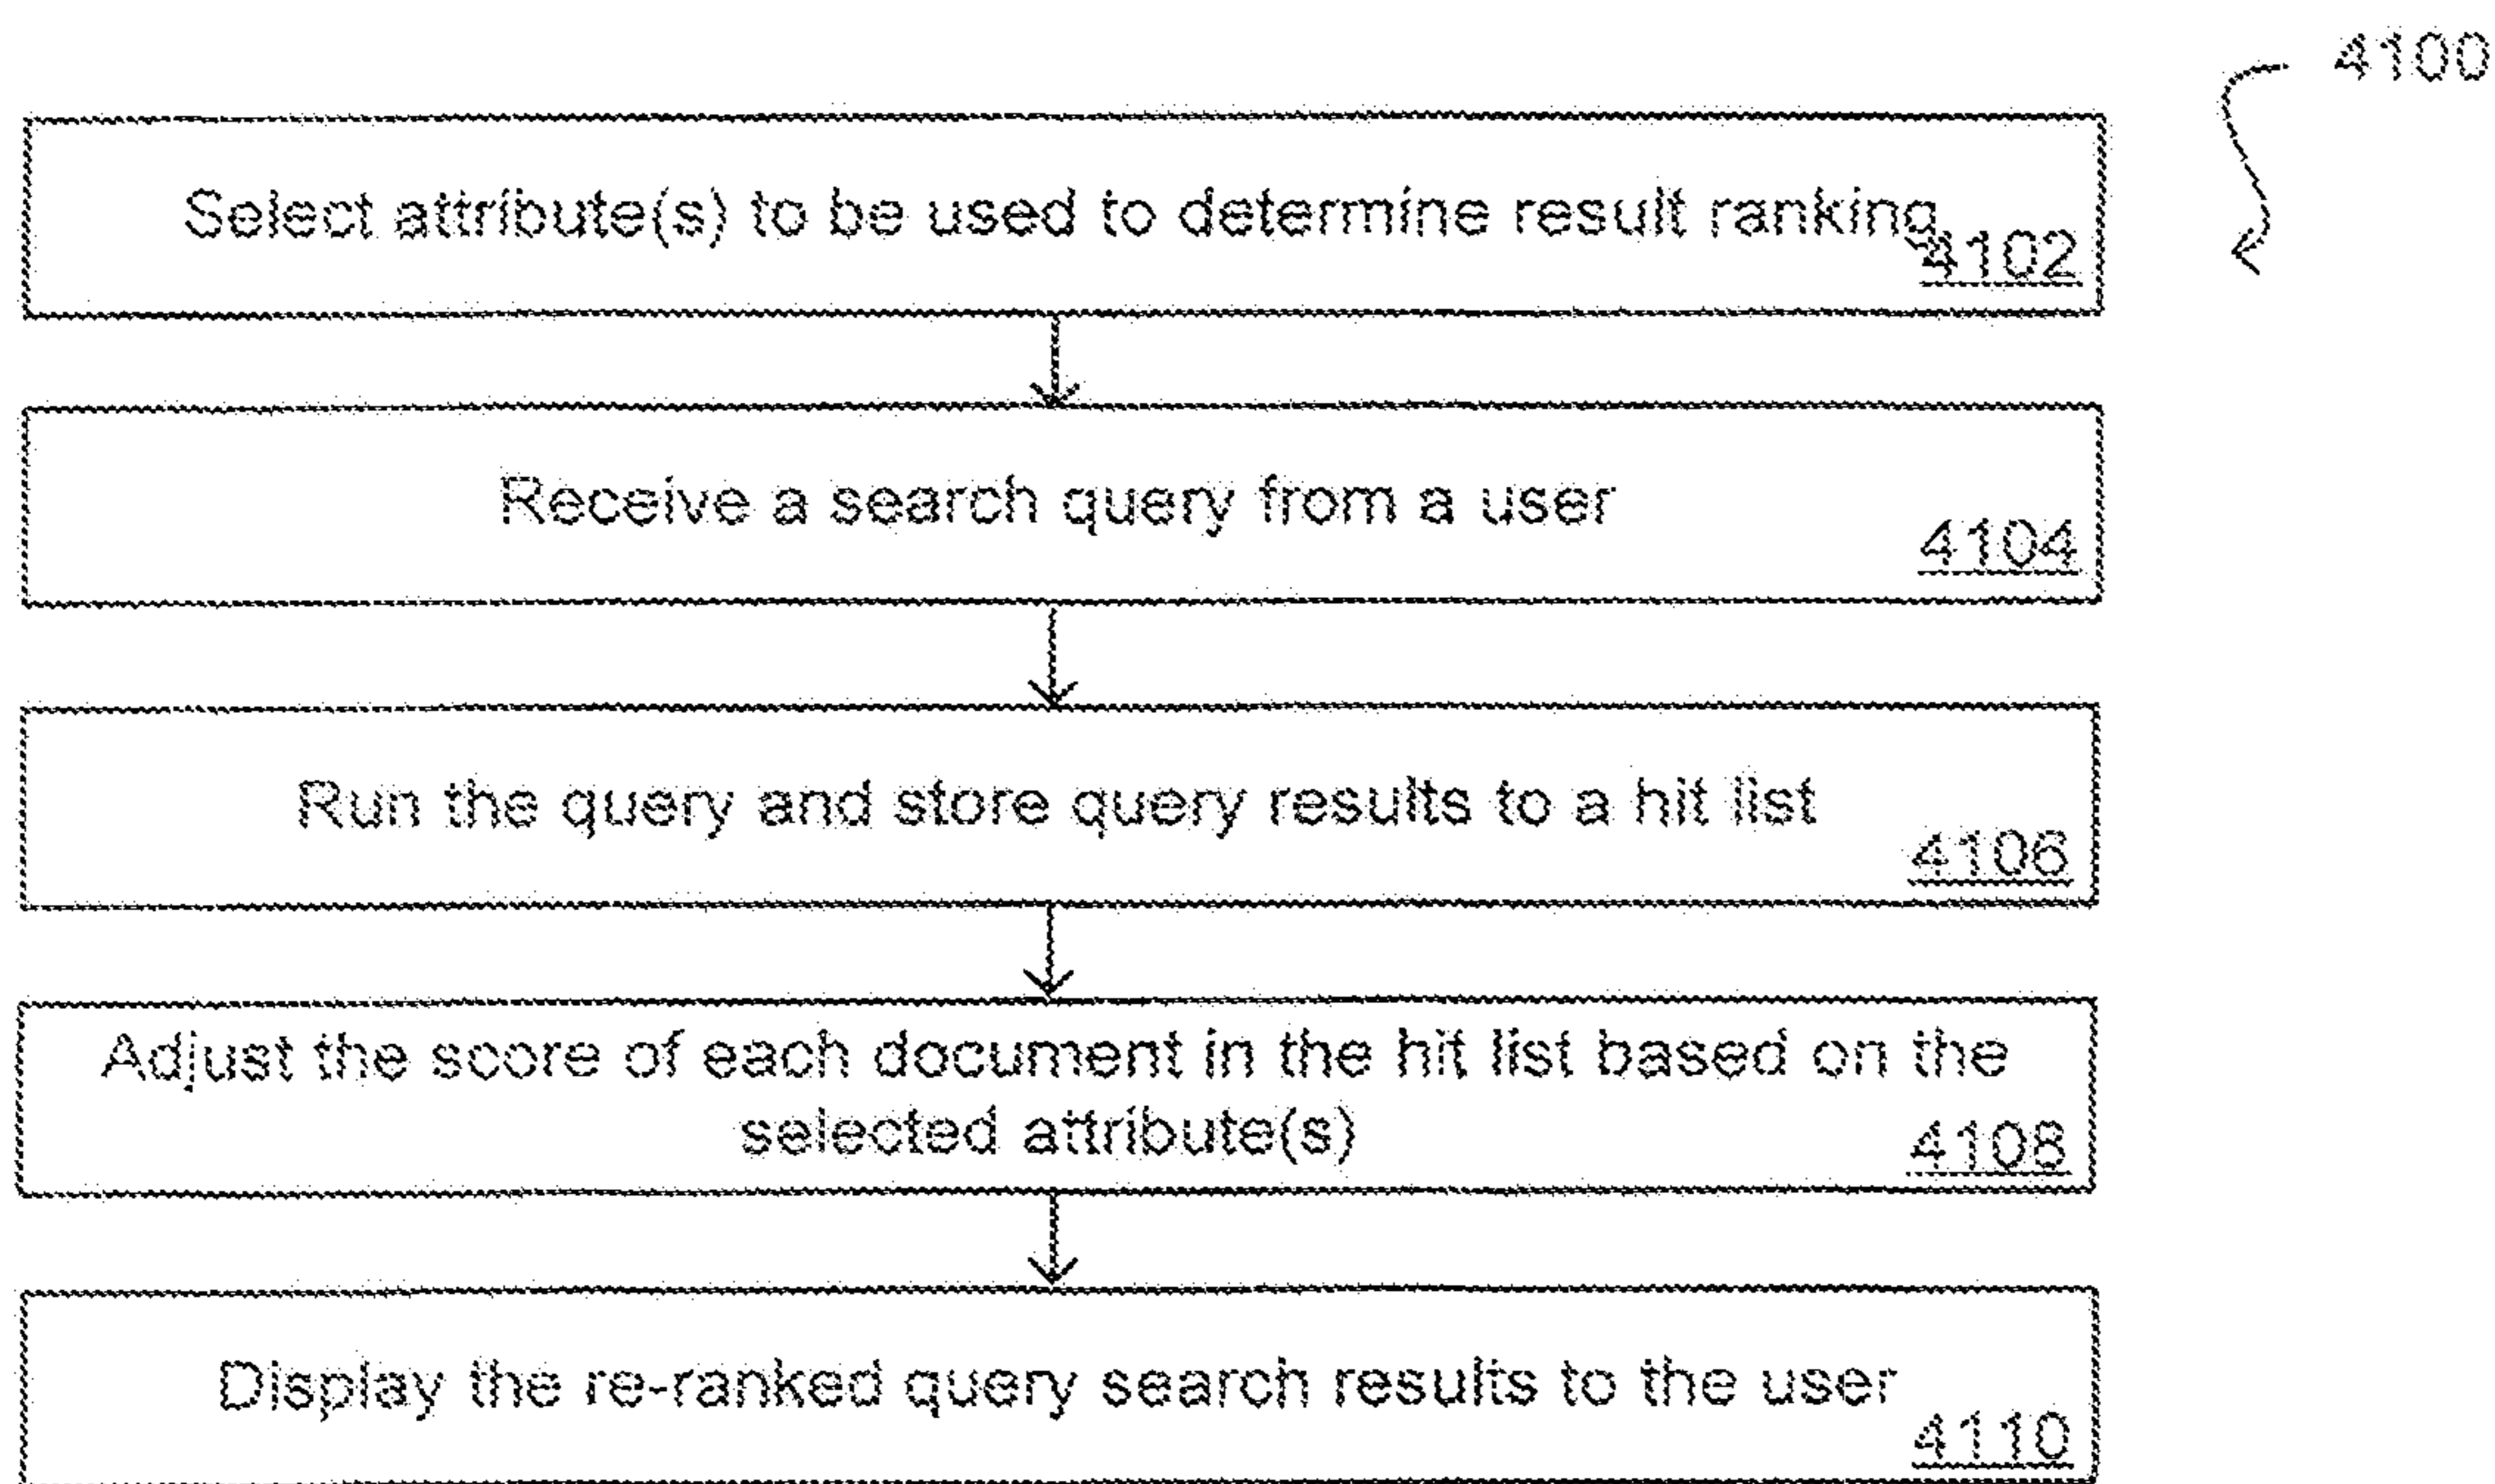 4100
Select attribute(s) to be used to determine result ranking
4102
Receive a search query from a user
4104
Run the query and store query results to a hit list
4106
Adjust the score of each document in the hit list based on the
selected attribute(s)
4108
Display the re-ranked query search results to the user
4110